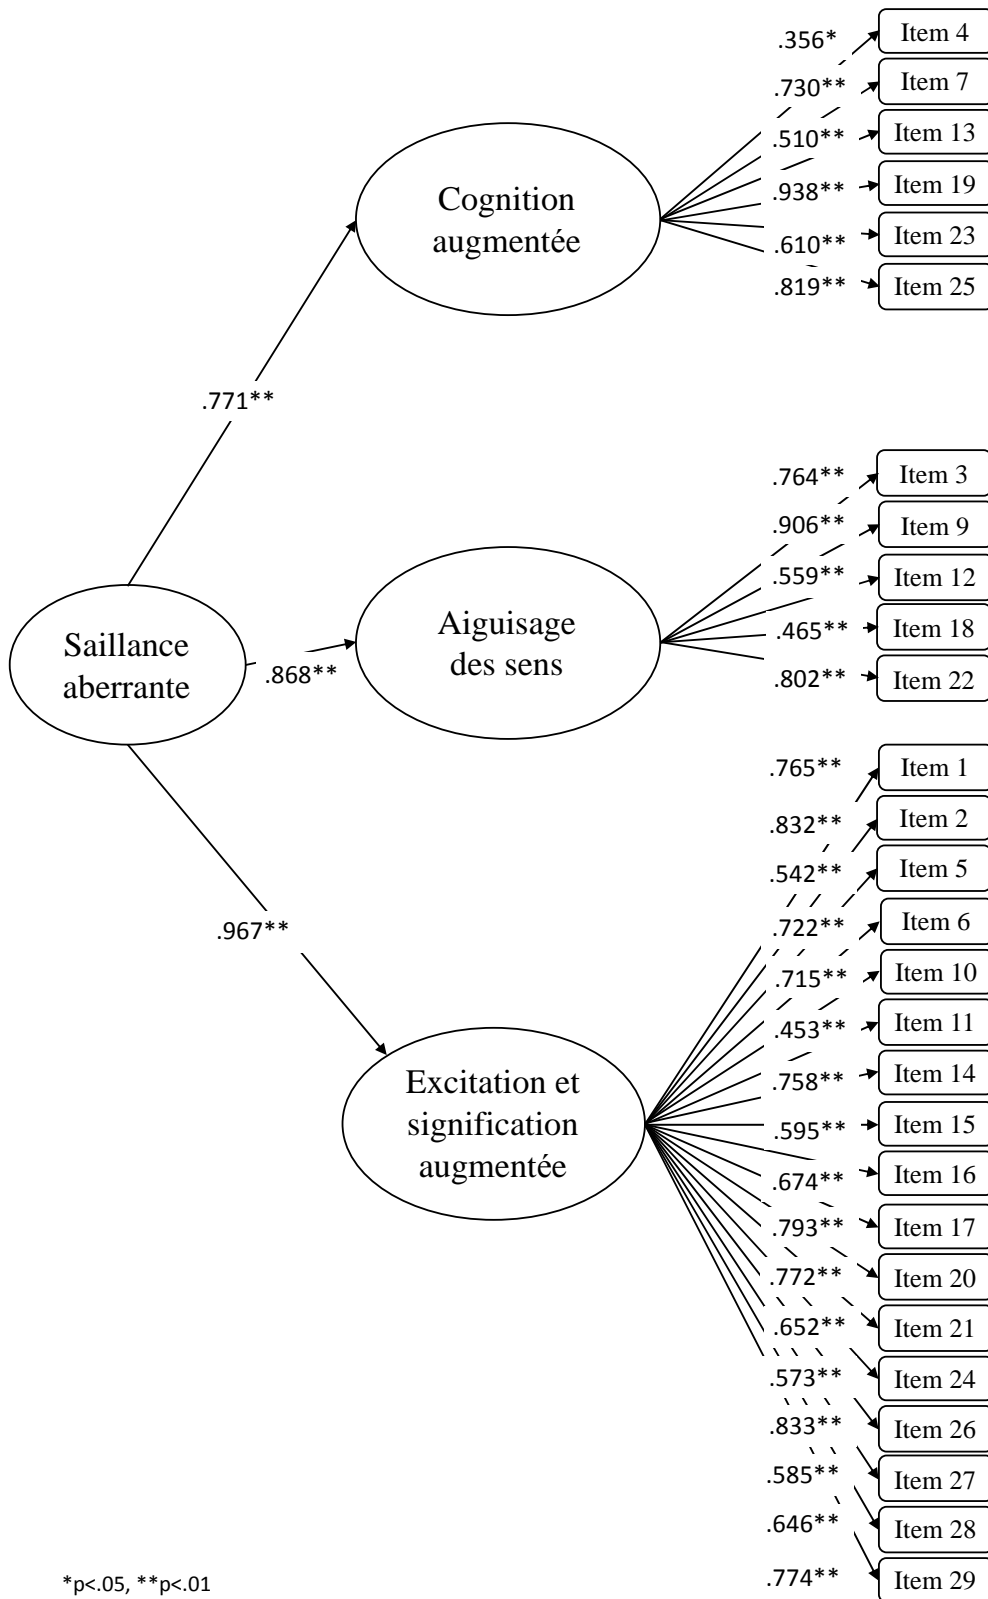 .356*
Item 4
.730**
Item 7
.510**
Item 13
.938**
Item 19
.610**
Item 23
.819**
Item 25
Cognition
augmentée
.771**
.764**
Item 3
.906**
Item 9
.559**
Item 12
.465**
Item 18
.802**
Item 22
Aiguisage
des sens
Saillance
aberrante
.868**
.967**
.765**
Item 1
.832**
Item 2
.542**
Item 5
.722**
Item 6
.715**
Item 10
.453**
Item 11
.758**
Item 14
.595**
Item 15
.674**
Item 16
.793**
Item 17
.772**
Item 20
.652**
Item 21
.573**
Item 24
.833**
Item 26
.585**
Item 27
.646**
Item 28
.774**
Item 29
Excitation et
signification
augmentée
*p<.05, **p<.01